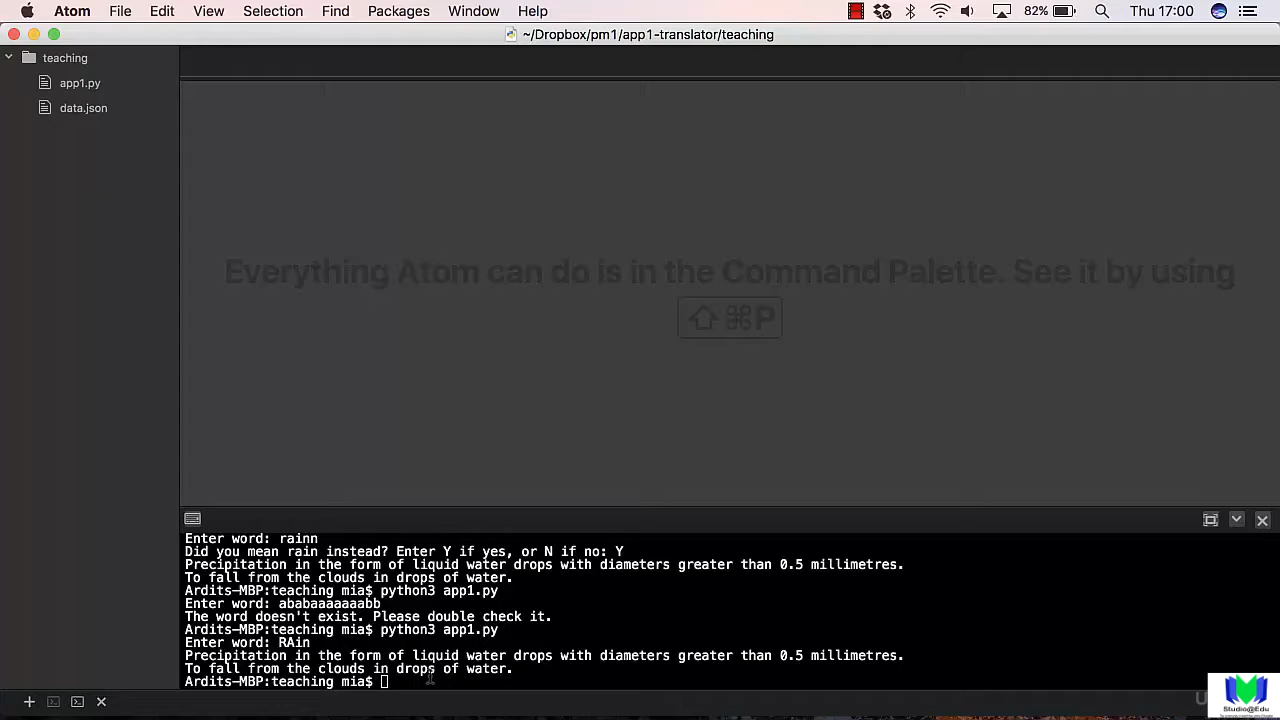 Atom File Edit View Selection Find Packages Window Help 82% Thu 17:00
~/Dropbox/pm1/app1-translator/teaching
teaching
app1.py
data.json
Everything Atom can do is in the Command Palette. See it by using
⇧⌘P
Enter word: rainn
Did you mean rain instead? Enter Y if yes, or N if no: Y
Precipitation in the form of liquid water drops with diameters greater than 0.5 millimetres.
To fall from the clouds in drops of water.
Ardits-MBP:teaching mia$ python3 app1.py
Enter word: ababaaaaaaabb
The word doesn't exist. Please double check it.
Ardits-MBP:teaching mia$ python3 app1.py
Enter word: RAin
Precipitation in the form of liquid water drops with diameters greater than 0.5 millimetres.
To fall from the clouds in drops of water.
Ardits-MBP:teaching mia$
Studio@Edu